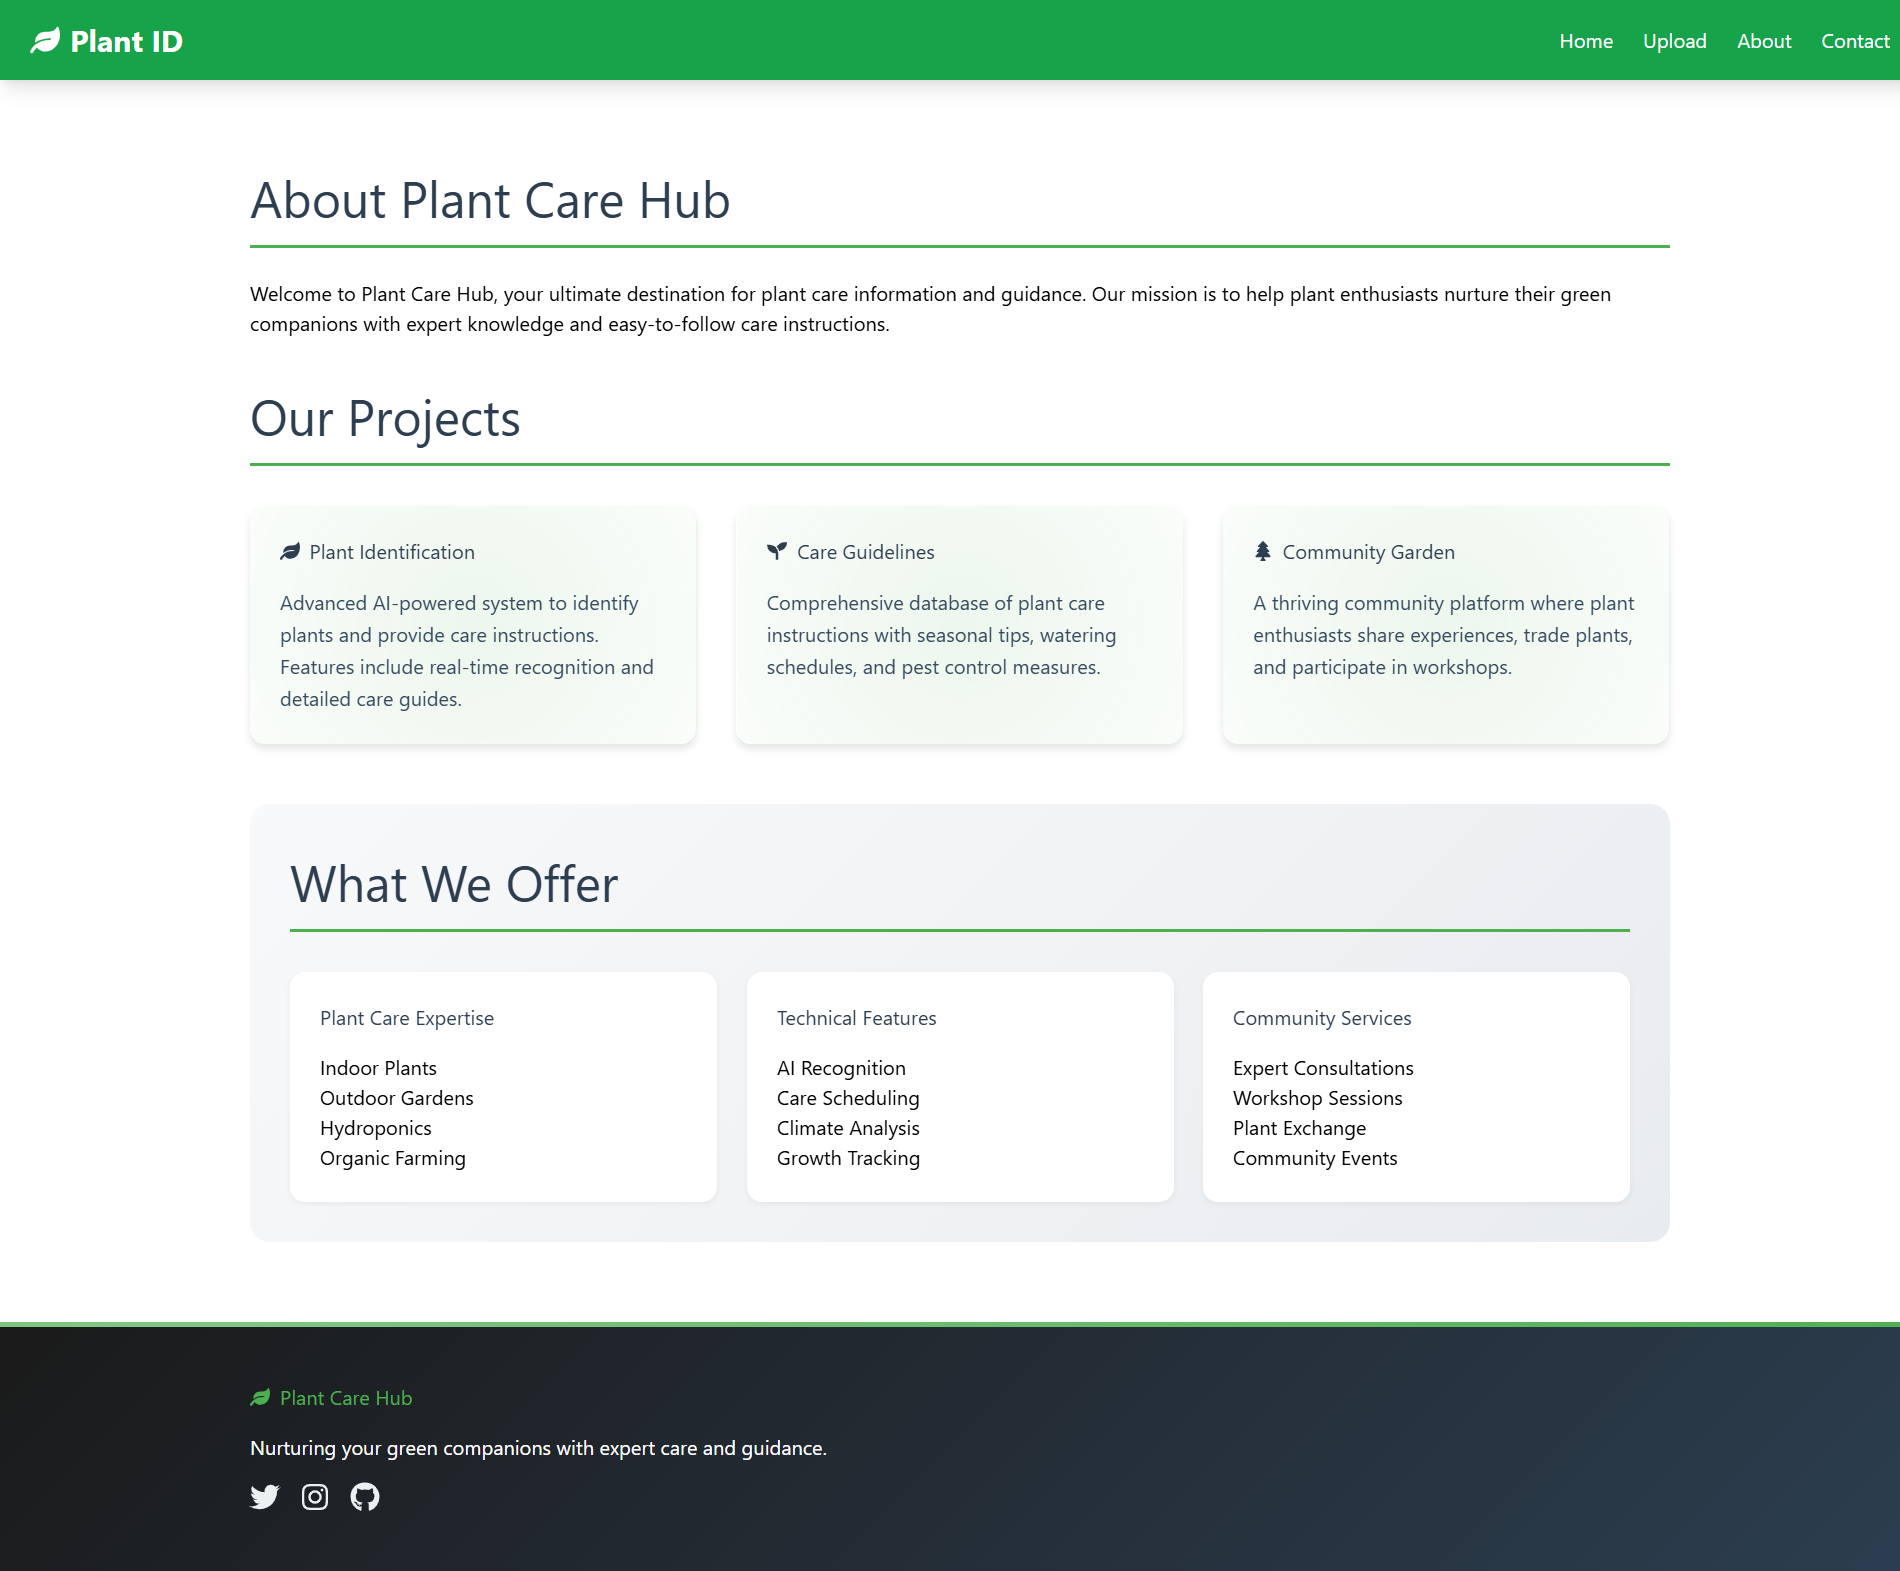 Plant ID
Home Upload About Contact
About Plant Care Hub
Welcome to Plant Care Hub, your ultimate destination for plant care information and guidance. Our mission is to help plant enthusiasts nurture their green
companions with expert knowledge and easy-to-follow care instructions.
Our Projects
Plant Identification
Advanced AI-powered system to identify
plants and provide care instructions.
Features include real-time recognition and
detailed care guides.
Care Guidelines
Comprehensive database of plant care
instructions with seasonal tips, watering
schedules, and pest control measures.
Community Garden
A thriving community platform where plant
enthusiasts share experiences, trade plants,
and participate in workshops.
What We Offer
Plant Care Expertise
Indoor Plants
Outdoor Gardens
Hydroponics
Organic Farming
Technical Features
AI Recognition
Care Scheduling
Climate Analysis
Growth Tracking
Community Services
Expert Consultations
Workshop Sessions
Plant Exchange
Community Events
Plant Care Hub
Nurturing your green companions with expert care and guidance.